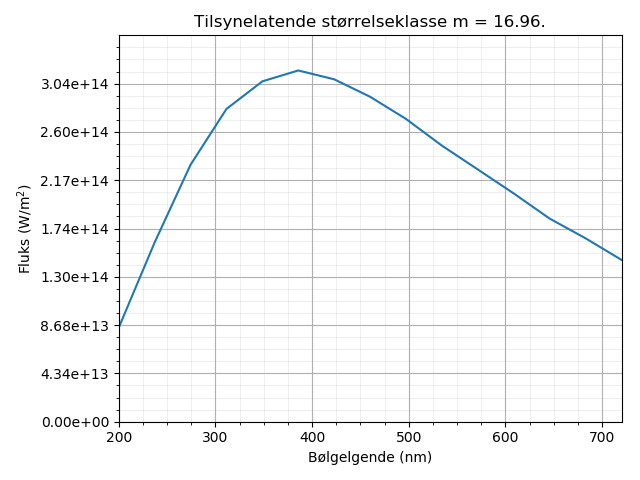 Tilsynelatende størrelseklasse m = 16.96.
Fluks (W/m²)
3.04e+14
2.60e+14
2.17e+14
1.74e+14
1.30e+14
8.68e+13
4.34e+13
0.00e+00
200 300 400 500 600 700
Bølgelgende (nm)